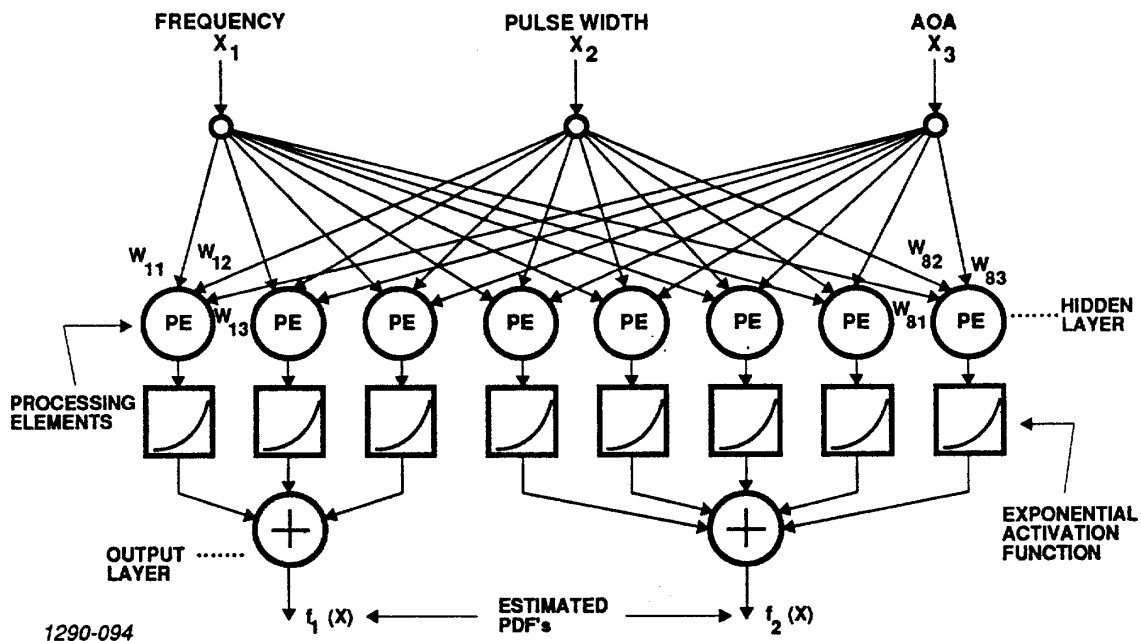 FREQUENCY
X1
PULSE WIDTH
X2
AOA
X3
W11
W12
W82
W83
PE
W13
PE
PE
PE
PE
PE
PE
W81
PE
HIDDEN
LAYER
PROCESSING
ELEMENTS
EXPONENTIAL
ACTIVATION
FUNCTION
+
+
OUTPUT
LAYER
f1 (X)
ESTIMATED
PDF's
f2 (X)
1290-094